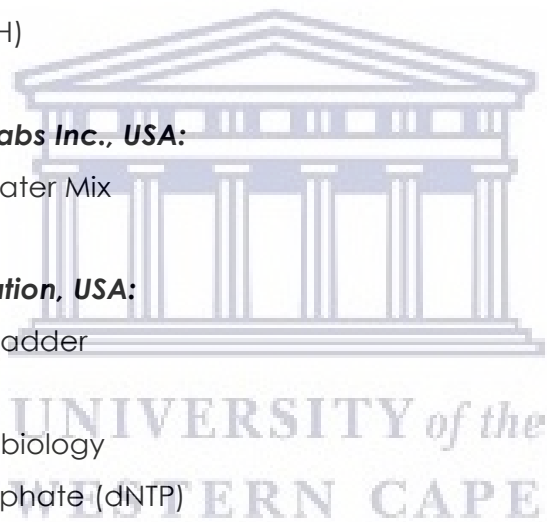 H)
abs Inc., USA:
ater Mix
ation, USA:
adder
biology
UNIVERSITY of the
phate (dNTP)
WESTERN CAPE